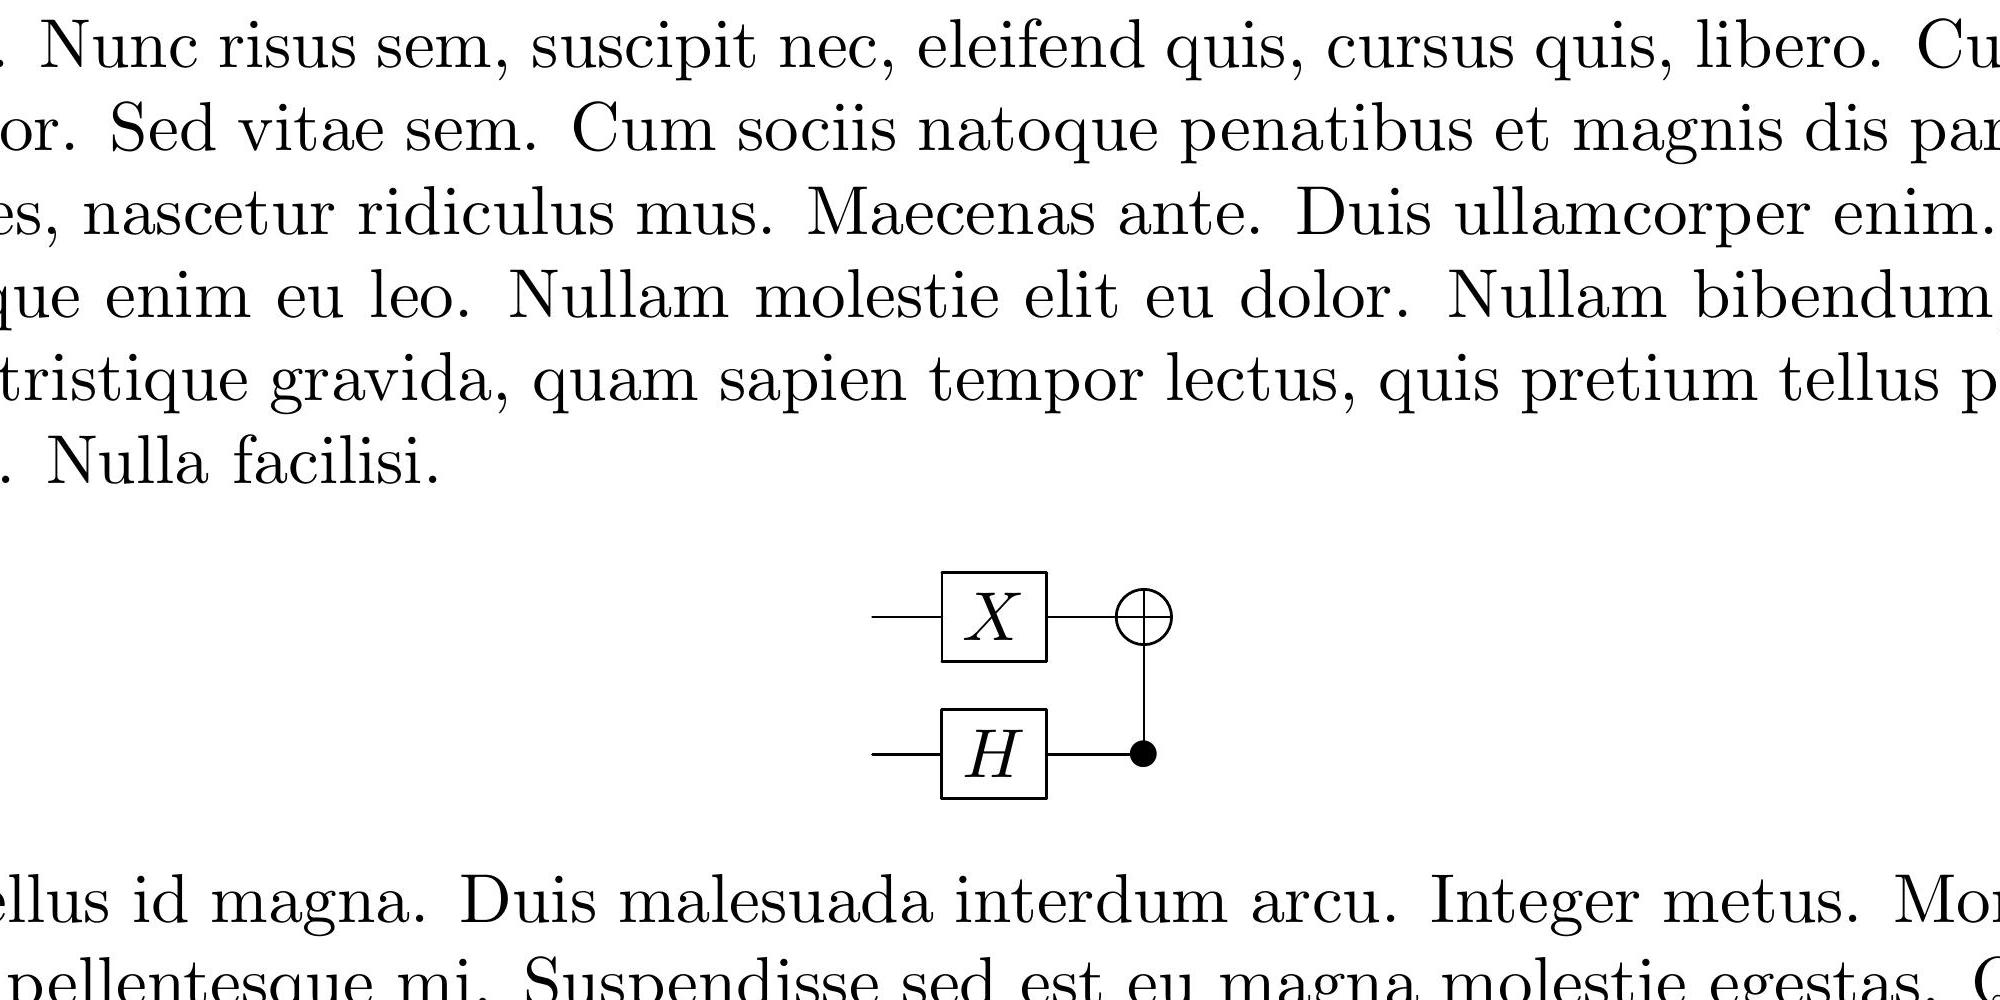 . Nunc risus sem, suscipit nec, eleifend quis, cursus quis, libero. Cu
or. Sed vitae sem. Cum sociis natoque penatibus et magnis dis par
es, nascetur ridiculus mus. Maecenas ante. Duis ullamcorper enim.
que enim eu leo. Nullam molestie elit eu dolor. Nullam bibendum,
tristique gravida, quam sapien tempor lectus, quis pretium tellus p
. Nulla facilisi.
X
H
ellus id magna. Duis malesuada interdum arcu. Integer metus. Mor
pellentesque mi. Suspendisse sed est eu magna molestie egestas. C